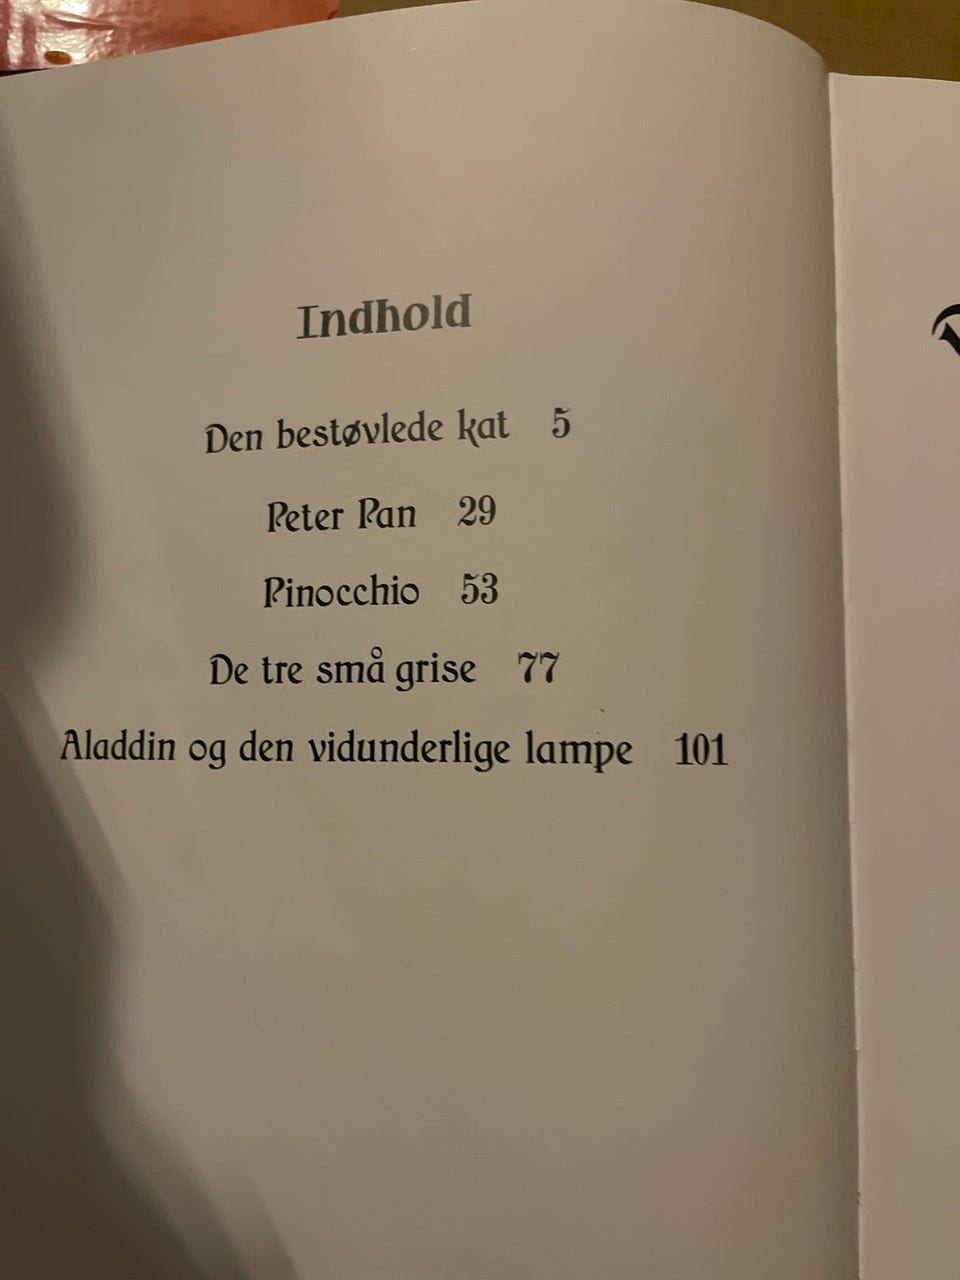 Indhold
Den bestøvlede kat 5
Peter Pan 29
Pinocchio 53
De tre små grise 77
Aladdin og den vidunderlige lampe 101